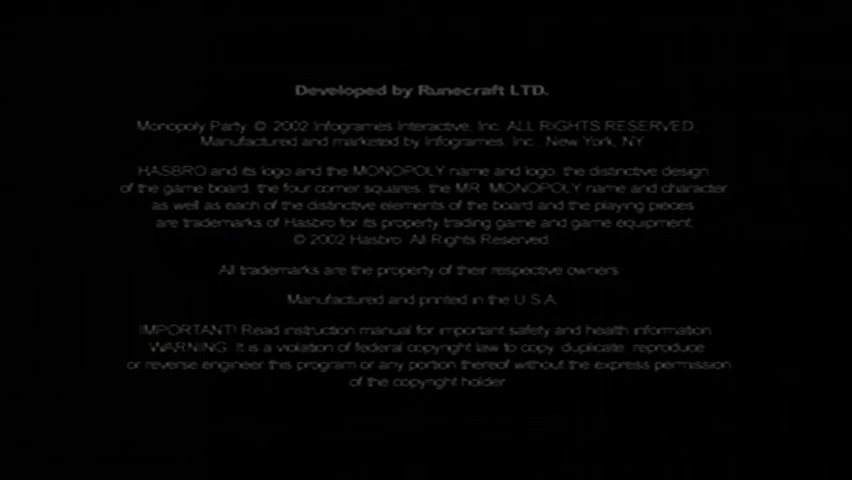 Developed by Runecraft LTD.
Monopoly Party. © 2002 Infogrames Interactive, Inc. ALL RIGHTS RESERVED.
Manufactured and marketed by Infogrames, Inc., New York, NY
HASBRO and its logo and the MONOPOLY name and logo, the distinctive design
of the game board, the four corner squares, the MR. MONOPOLY name and character
as well as each of the distinctive elements of the board and the playing pieces
are trademarks of Hasbro for its property trading game and game equipment.
© 2002 Hasbro. All Rights Reserved.
All trademarks are the property of their respective owners
Manufactured and printed in the U.S.A.
IMPORTANT! Read instruction manual for important safety and health information
WARNING. It is a violation of federal copyright law to copy, duplicate, reproduce
or reverse engineer this program or any portion thereof without the express permission
of the copyright holder